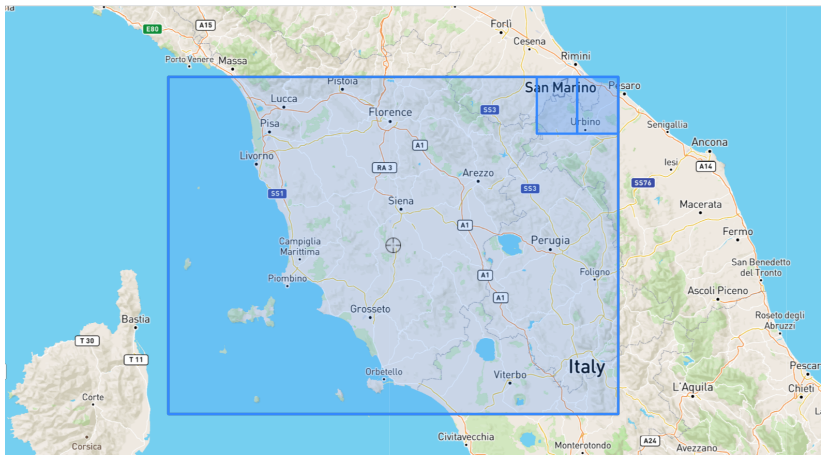 ia
A15
Forlì
E80
Cesena
Porto Venere
Massa
Rimini
Pistoia
San Marino
Pesaro
Lucca
SS3
Florence
Pisa
Urbino
Senigallia
Ancona
A1
Livorno
Iesi
A14
RA 3
Arezzo
SS76
SS1
SS3
Siena
Macerata
A1
Fermo
Campiglia
Marittima
Perugia
San Benedetto
del Tronto
Foligno
A1
Piombino
Ascoli Piceno
A1
Grosseto
Bastia
Roseto degli
Abruzzi
T 30
T 11
Italy
Pescar
Orbetello
Viterbo
L'Aquila
Chieti
Corte
Civitavecchia
A24
Corsica
Monterotondo
Avezzano